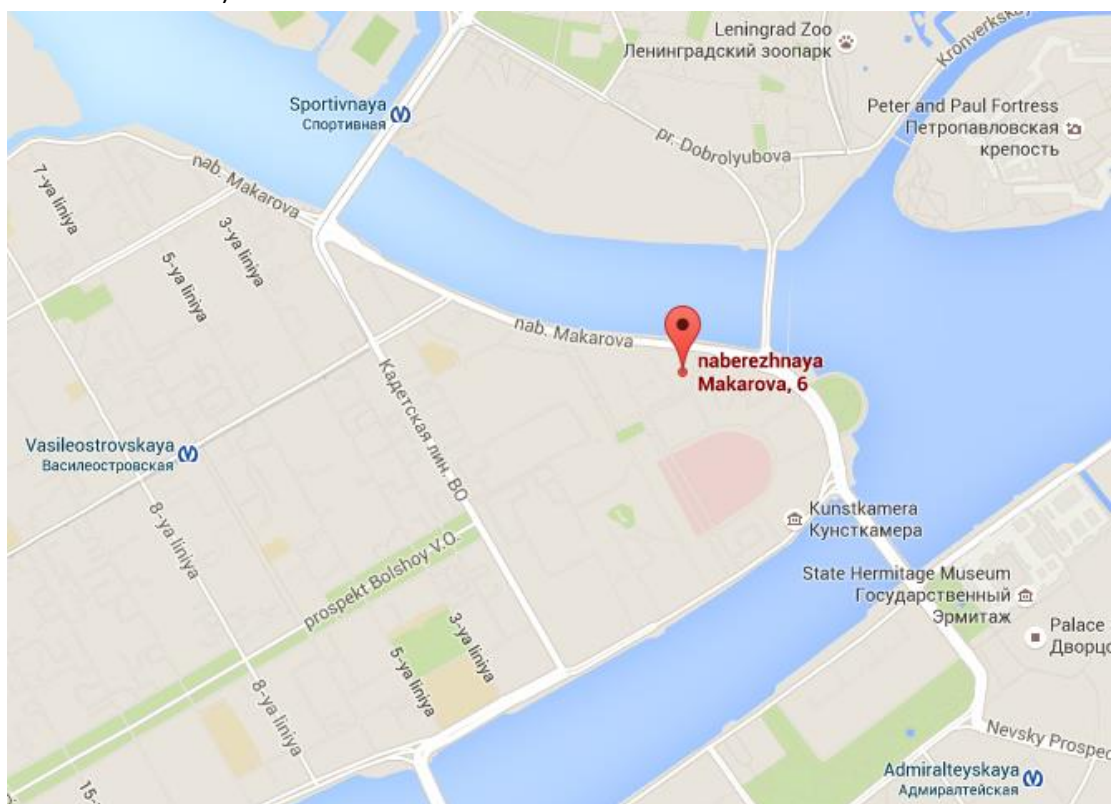 Leningrad Zoo
Ленинградский зоопарк
Kronverkskay
Sportivnaya
Спортивная
Peter and Paul Fortress
Петропавловская
крепость
pr. Dobrolyubova
nab. Makarova
7-ya liniya
3-ya liniya
5-ya liniya
nab. Makarova
naberezhnaya
Makarova, 6
Кадетская лин. ВО
Vasileostrovskaya
Василеостровская
8-ya liniya
Kunstkamera
Кунсткамера
prospekt Bolshoy V.O.
State Hermitage Museum
Государственный
Эрмитаж
Palace
Дворцо
3-ya liniya
5-ya liniya
8-ya liniya
Nevsky Prospec
Admiralteyskaya
Адмиралтейская
15-